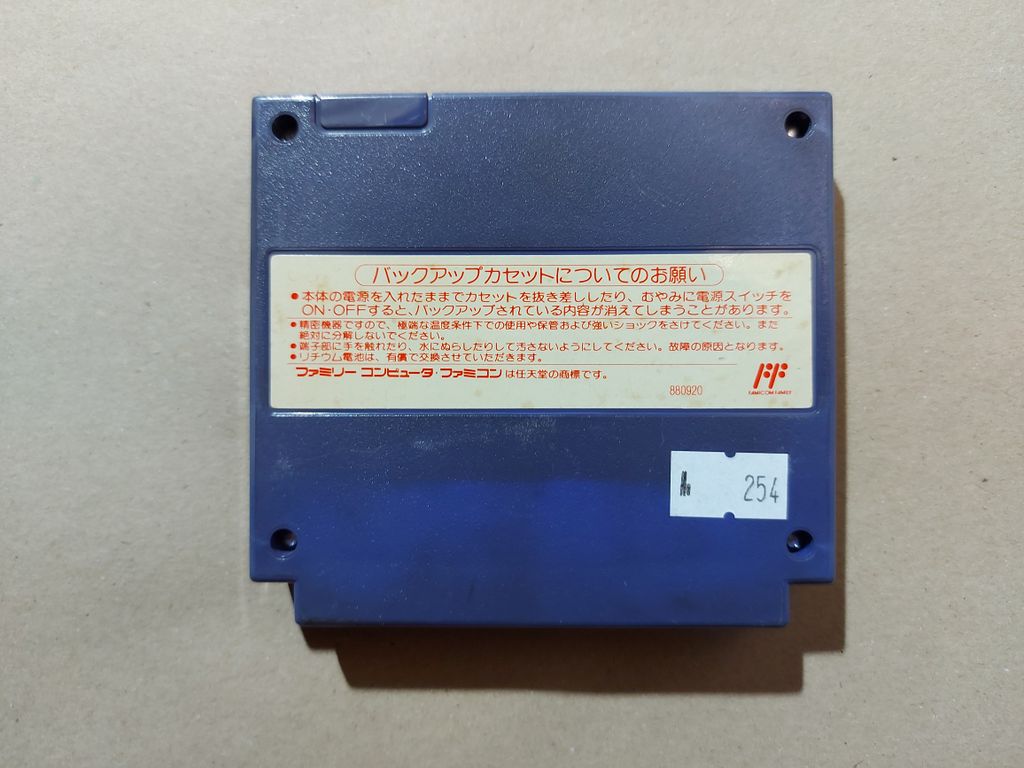 バックアップカセットについてのお願い
●本体の電源を入れたままでカセットを抜き差ししたり、むやみに電源スイッチを
ON・OFFすると、バックアップされている内容が消えてしまうことがあります。
●精密機器ですので、極端な温度条件下での使用や保管および強いショックをさけてください。また
絶対に分解しないでください。
●端子部に手を触れたり、水にぬらしたりして汚さないようにしてください。故障の原因となります。
●リチウム電池は、有償で交換させていただきます。
ファミリー コンピュータ・ファミコンは任天堂の商標です。
880920
FAMICOM FAMILY
254